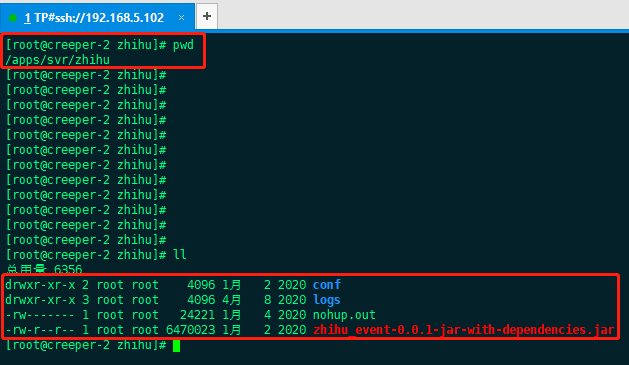 1 TP#ssh://192.168.5.102 × +
[root@creeper-2 zhihu]# pwd
/apps/svr/zhihu
[root@creeper-2 zhihu]#
[root@creeper-2 zhihu]#
[root@creeper-2 zhihu]#
[root@creeper-2 zhihu]#
[root@creeper-2 zhihu]#
[root@creeper-2 zhihu]#
[root@creeper-2 zhihu]#
[root@creeper-2 zhihu]#
[root@creeper-2 zhihu]#
[root@creeper-2 zhihu]#
[root@creeper-2 zhihu]#
[root@creeper-2 zhihu]#
[root@creeper-2 zhihu]# ll
总用量 6356
drwxr-xr-x 2 root root    4096 1月   2 2020 conf
drwxr-xr-x 3 root root    4096 4月   8 2020 logs
-rw------- 1 root root   24221 1月   4 2020 nohup.out
-rw-r--r-- 1 root root 6470023 1月   2 2020 zhihu_event-0.0.1-jar-with-dependencies.jar
[root@creeper-2 zhihu]#